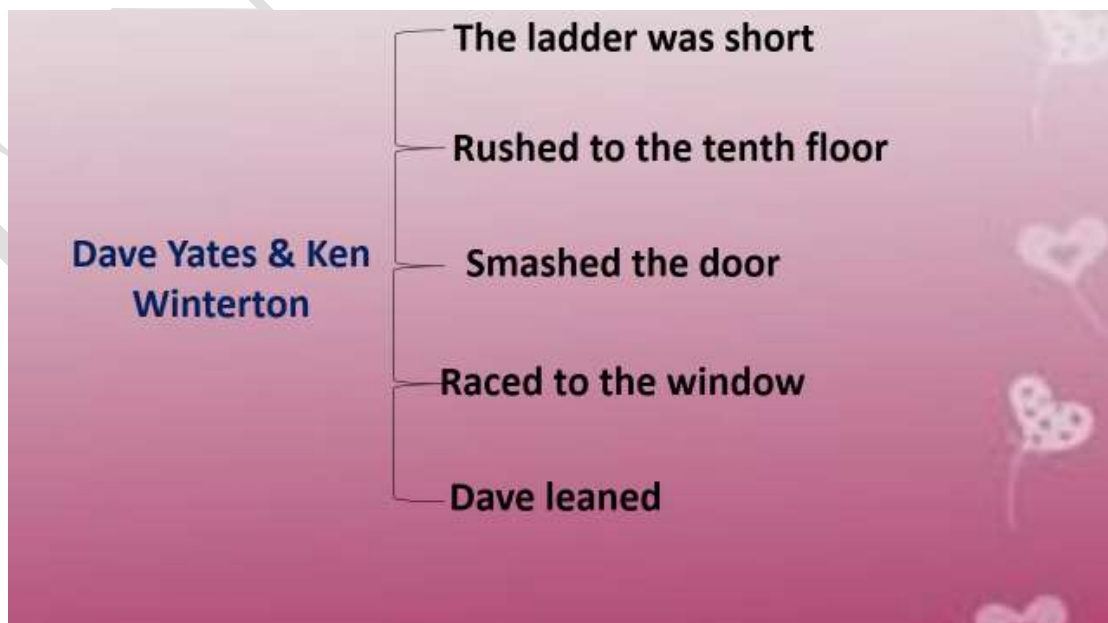 The ladder was short
Rushed to the tenth floor
Dave Yates & Ken
Winterton
Smashed the door
Raced to the window
Dave leaned